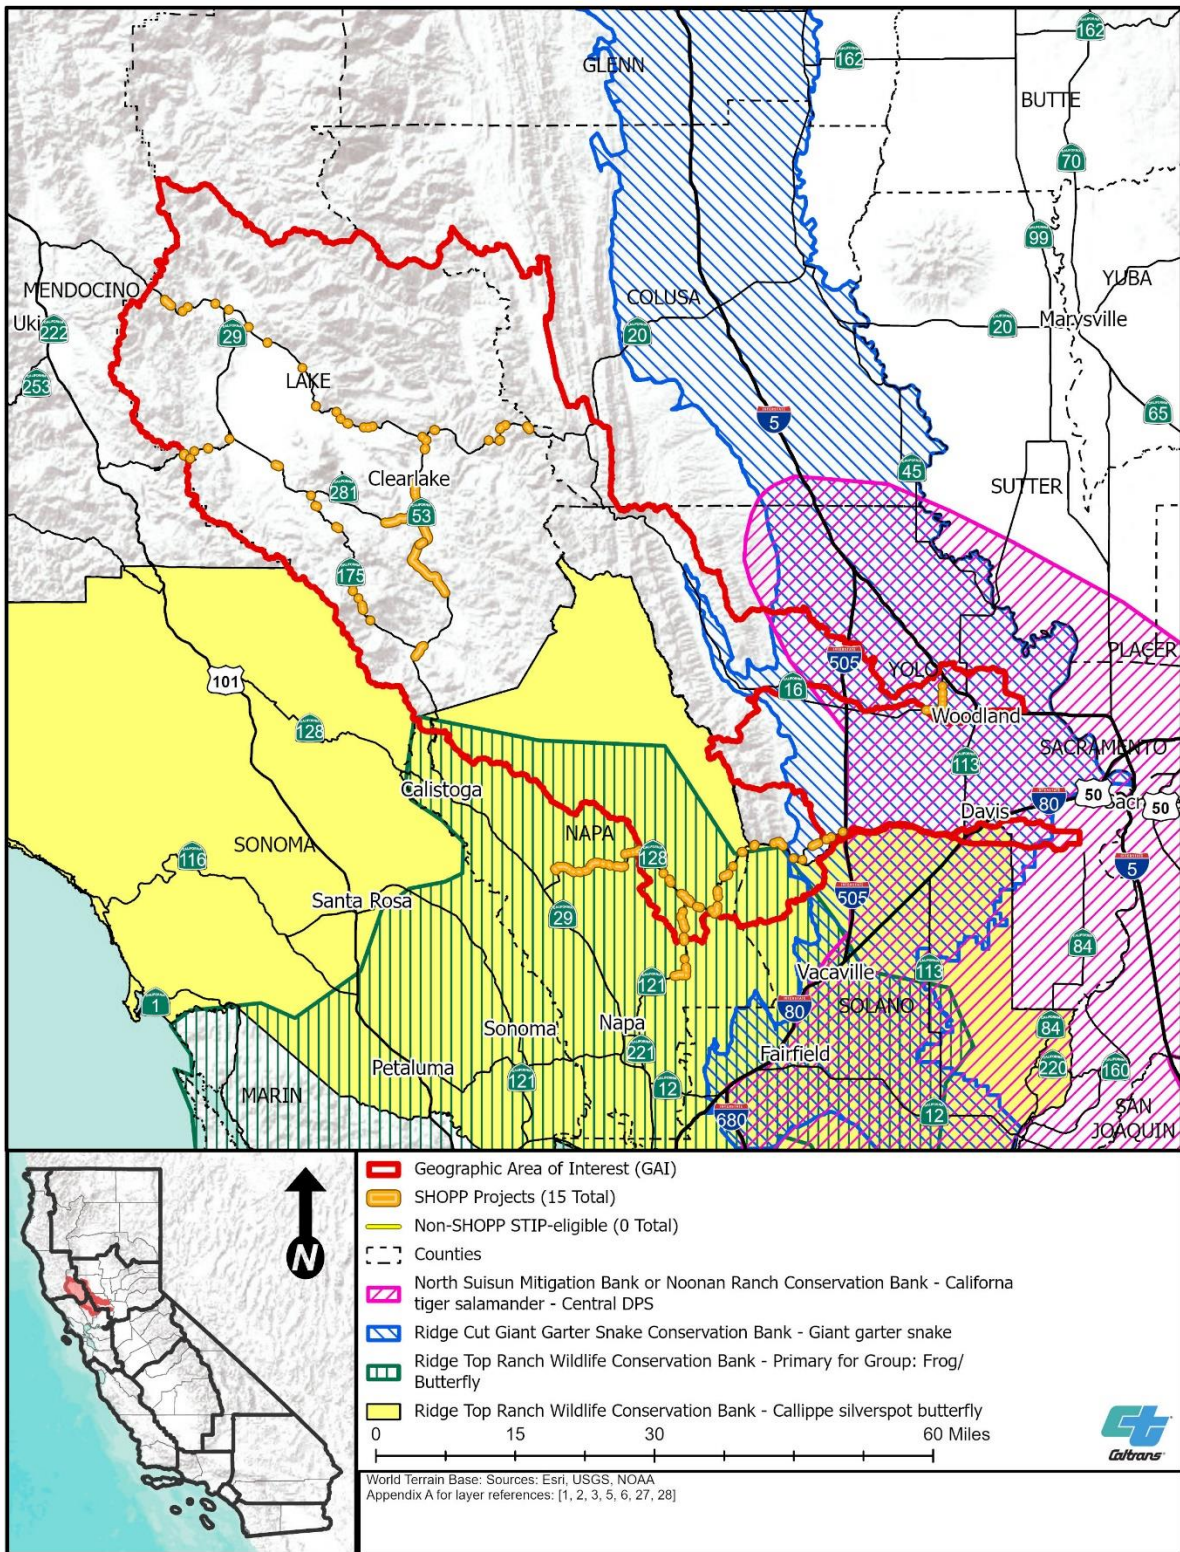 GLENN
162
162
BUTTE
70
99
YUBA
MENDOCINO
COLUSA
Uki
222
29
20
20
Marysville
253
LAKE
65
5
Clearlake
45
281
53
SUTTER
175
PLACER
101
505
YOLO
16
128
Woodland
SACRAMENTO
113
Calistoga
80
50
Sacr
50
Davis
NAPA
116
SONOMA
128
5
Santa Rosa
505
29
84
Vacaville
113
121
1
80
SOLANO
84
Sonoma
Napa
221
Fairfield
220
160
Petaluma
121
12
MARIN
680
12
SAN
JOAQUIN
N
Geographic Area of Interest (GAI)
SHOPP Projects (15 Total)
Non-SHOPP STIP-eligible (0 Total)
Counties
North Suisun Mitigation Bank or Noonan Ranch Conservation Bank - Californa
tiger salamander - Central DPS
Ridge Cut Giant Garter Snake Conservation Bank - Giant garter snake
Ridge Top Ranch Wildlife Conservation Bank - Primary for Group: Frog/
Butterfly
Ridge Top Ranch Wildlife Conservation Bank - Callippe silverspot butterfly
0 15 30 60 Miles
Caltrans
World Terrain Base: Sources: Esri, USGS, NOAA
Appendix A for layer references: [1, 2, 3, 5, 6, 27, 28]